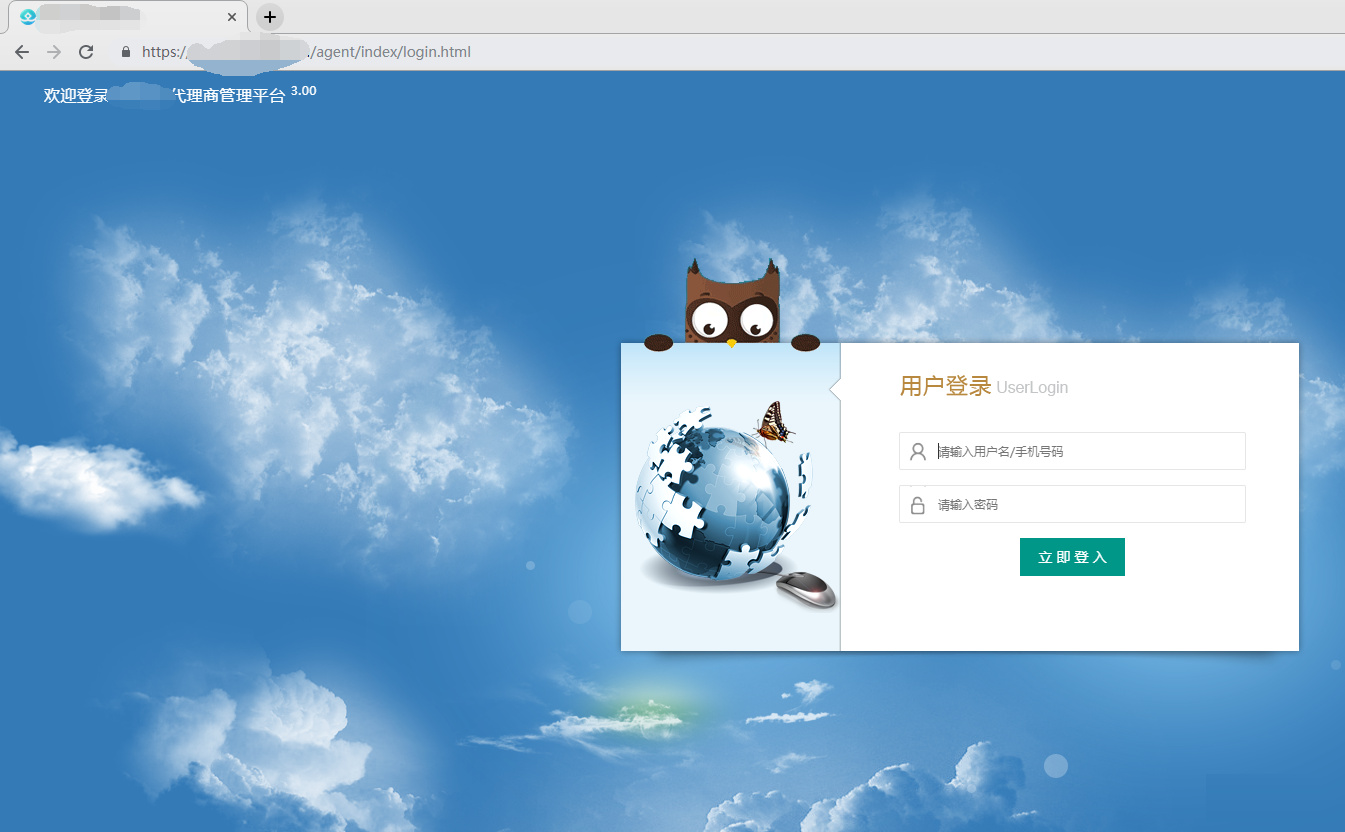 https:/
/agent/index/login.html
欢迎登录
代理商管理平台 3.00
用户登录 UserLogin
请输入用户名/手机号码
请输入密码
立即登入